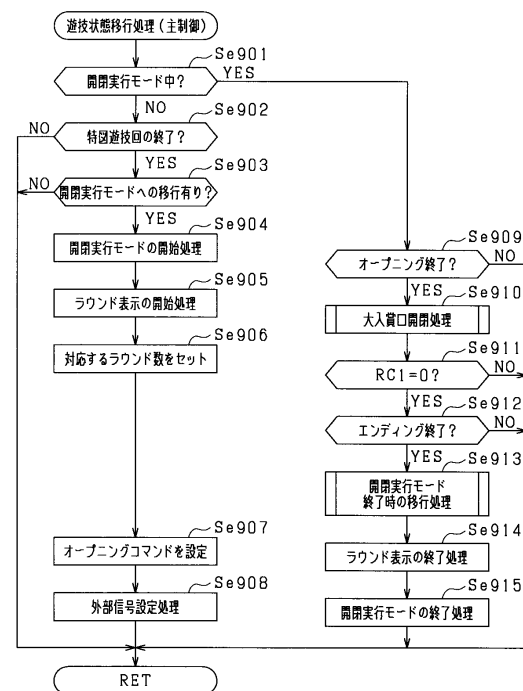 遊技状態移行処理(主制御)
Se901
開閉実行モード中?
YES
NO
Se902
特図遊技回の終了?
NO
YES
Se903
開閉実行モードへの移行有り?
NO
YES
Se904
開閉実行モードの開始処理
Se905
ラウンド表示の開始処理
Se906
対応するラウンド数をセット
Se907
オープニングコマンドを設定
Se908
外部信号設定処理
Se909
オープニング終了?
NO
YES
Se910
大入賞口開閉処理
Se911
RC1=0?
NO
YES
Se912
エンディング終了?
NO
YES
Se913
開閉実行モード
終了時の移行処理
Se914
ラウンド表示の終了処理
Se915
開閉実行モードの終了処理
RET